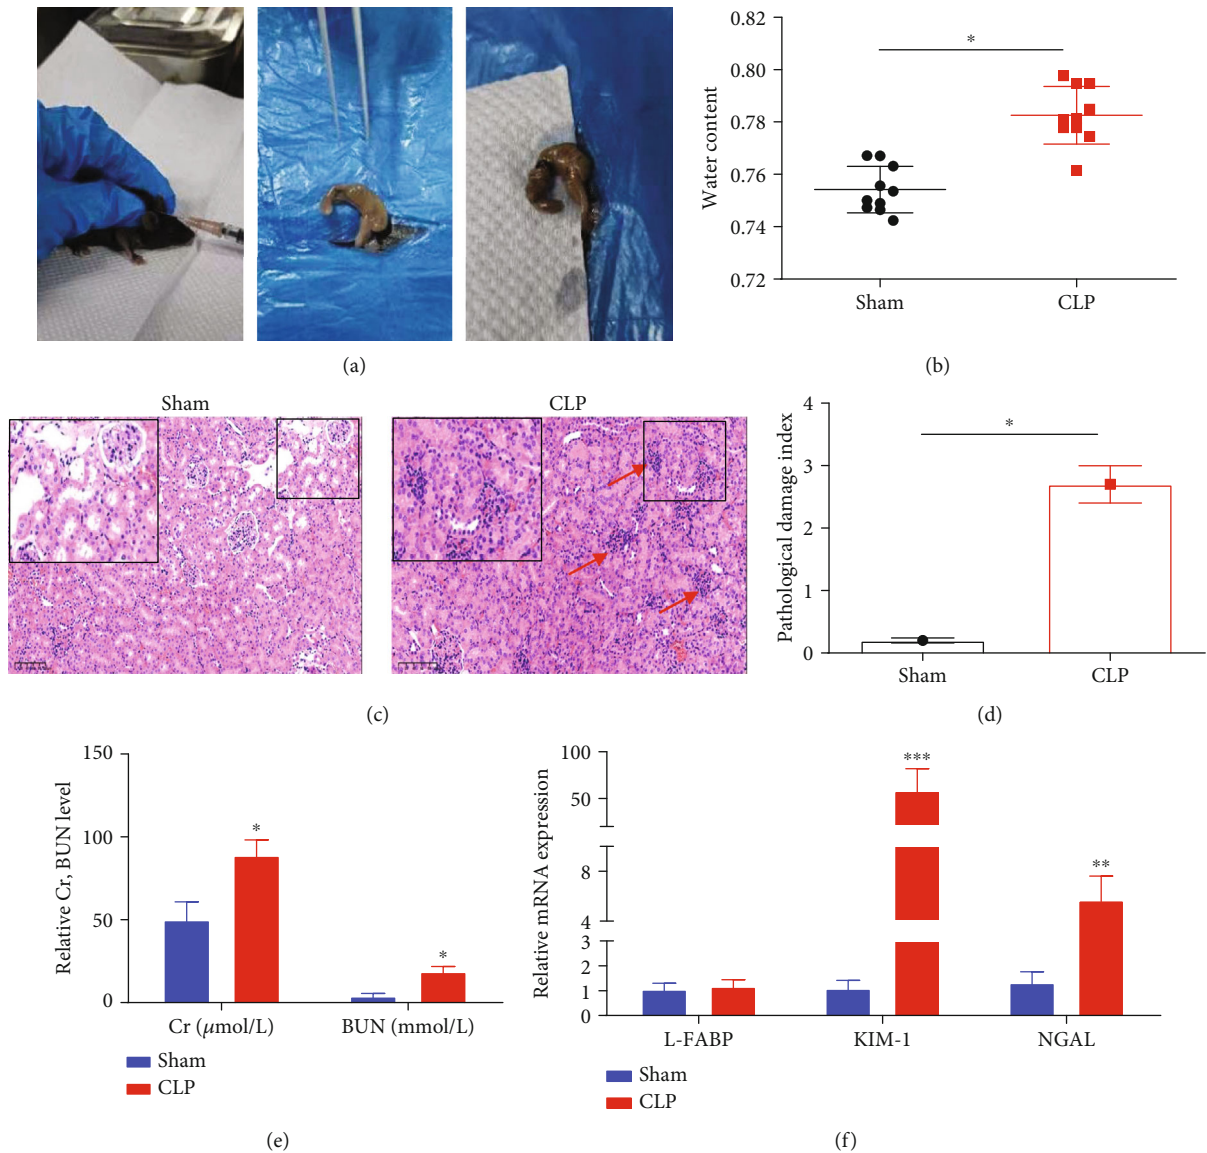 (a)
0.82
0.80
0.78
0.76
0.74
0.72
Water content
*
Sham
CLP
(b)
Sham
CLP
(c)
4
3
2
1
0
Pathological damage index
*
Sham
CLP
(d)
150
100
50
0
Relative Cr, BUN level
*
*
Cr (μmol/L)
BUN (mmol/L)
Sham
CLP
(e)
100
50
8
4
3
2
1
0
Relative mRNA expression
***
**
L-FABP
KIM-1
NGAL
Sham
CLP
(f)